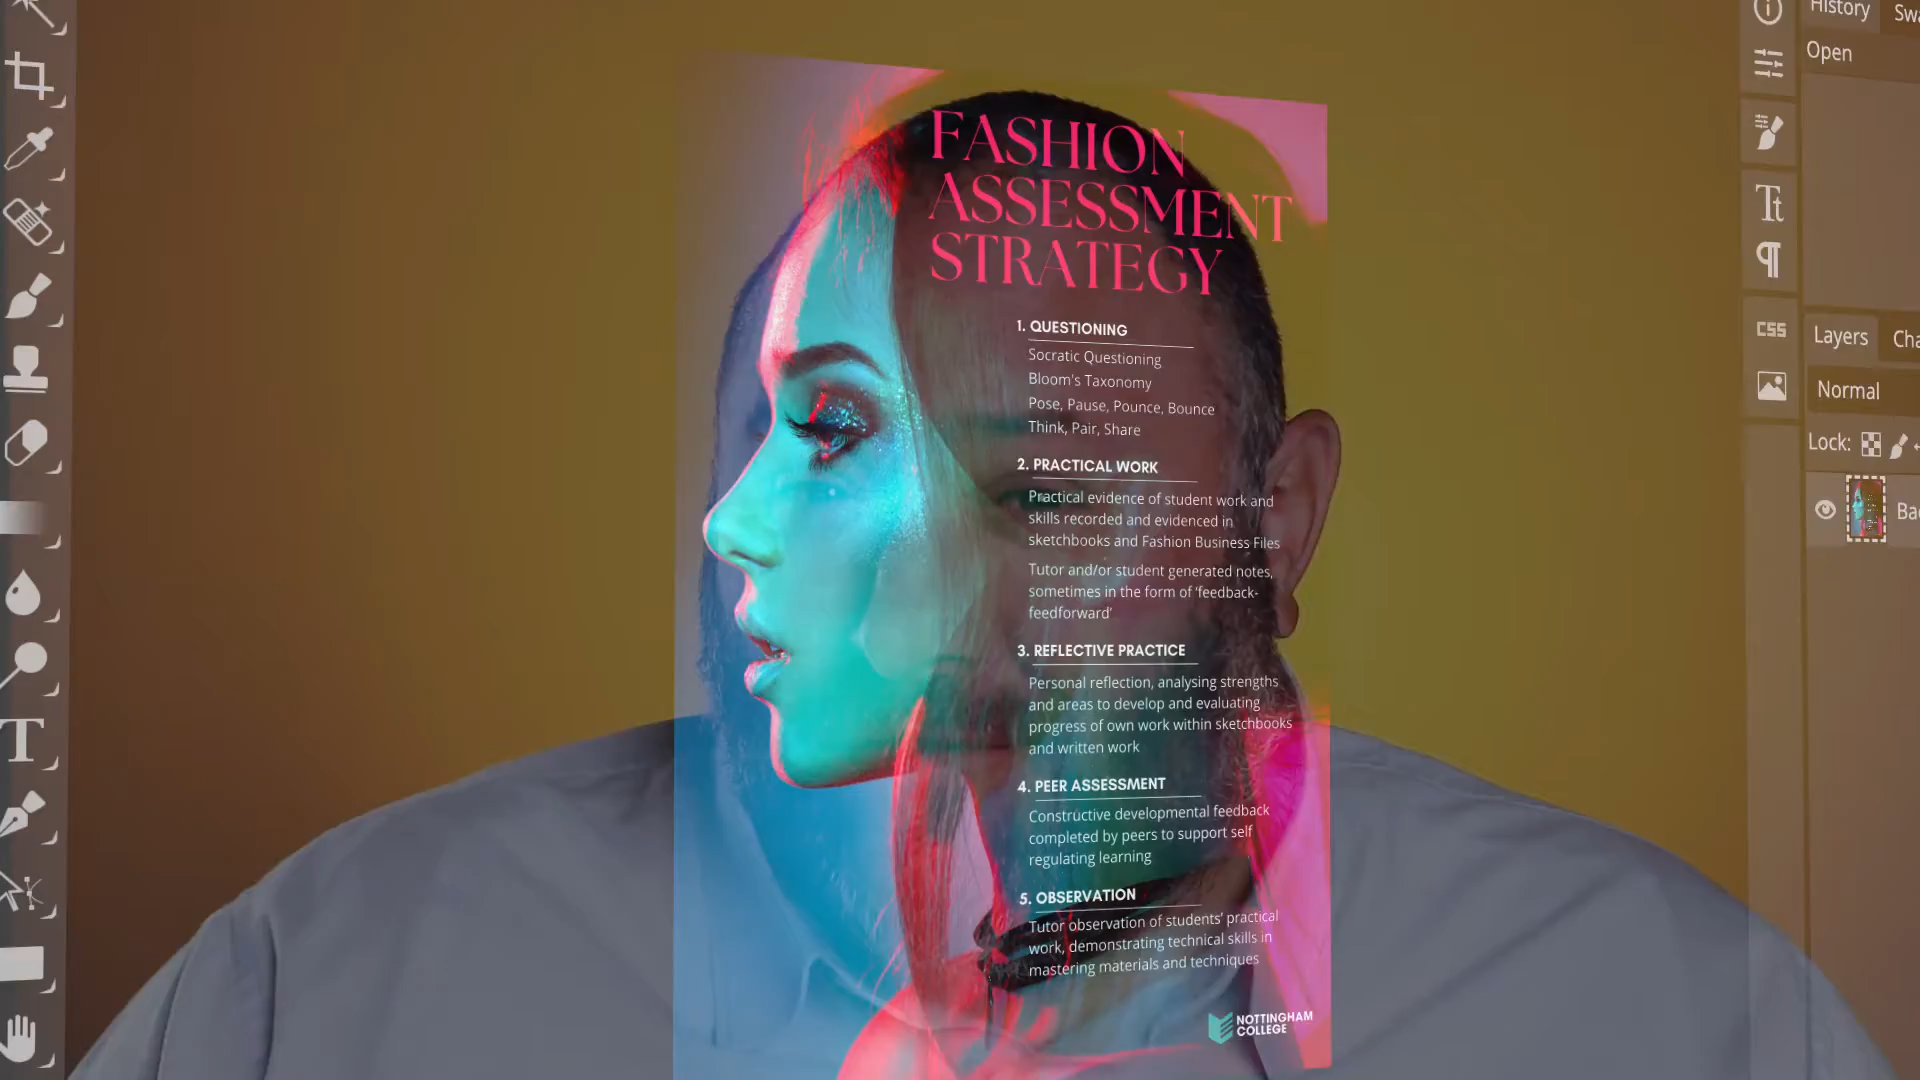 History
Open
FASHION
ASSESSMENT
STRATEGY
1. QUESTIONING
Socratic Questioning
Bloom's Taxonomy
Pose, Pause, Pounce, Bounce
Think, Pair, Share
2. PRACTICAL WORK
Practical evidence of student work and
skills recorded and evidenced in
sketchbooks and Fashion Business Files
Tutor and/or student generated notes,
sometimes in the form of ‘feedback-
feedforward’
3. REFLECTIVE PRACTICE
Personal reflection, analysing strengths
and areas to develop and evaluating
progress of own work within sketchbooks
and written work
4. PEER ASSESSMENT
Constructive developmental feedback
completed by peers to support self
regulating learning
5. OBSERVATION
Tutor observation of students’ practical
work, demonstrating technical skills in
mastering materials and techniques
NOTTINGHAM
COLLEGE
CSS
Layers
Normal
Lock: